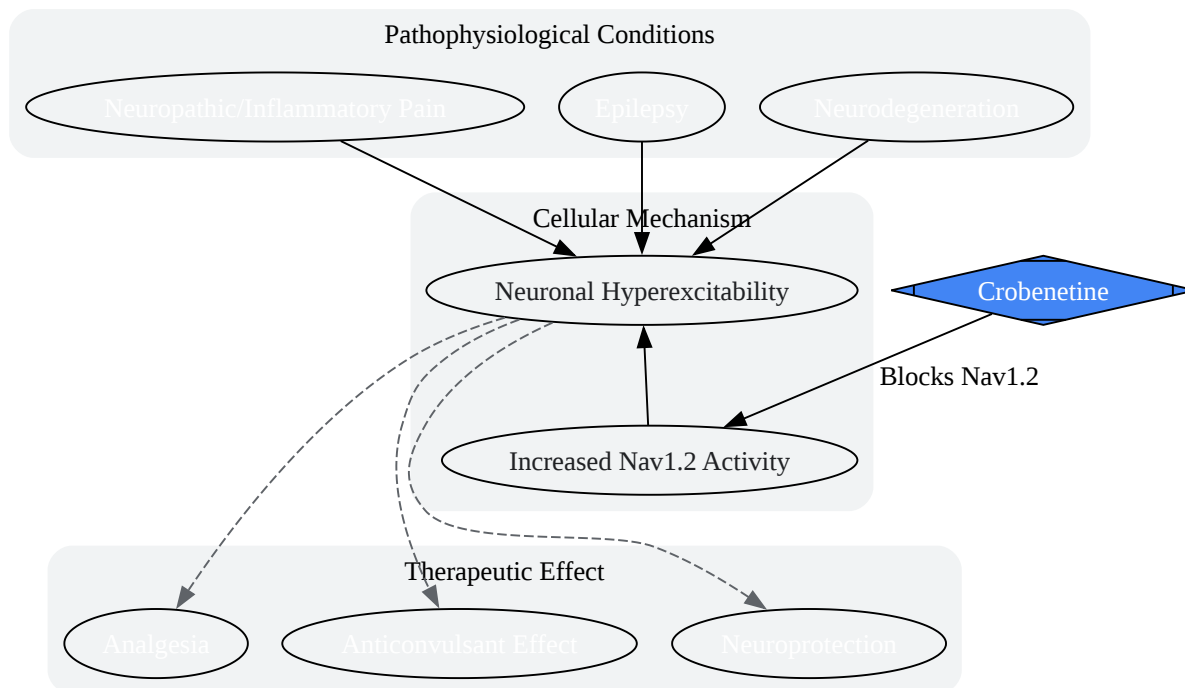 Pathophysiological Conditions
Neuropathic/Inflammatory Pain
Epilepsy
Neurodegeneration
Cellular Mechanism
Neuronal Hyperexcitability
Crobenetine
Blocks Nav1.2
Increased Nav1.2 Activity
Therapeutic Effect
Analgesia
Anticonvulsant Effect
Neuroprotection